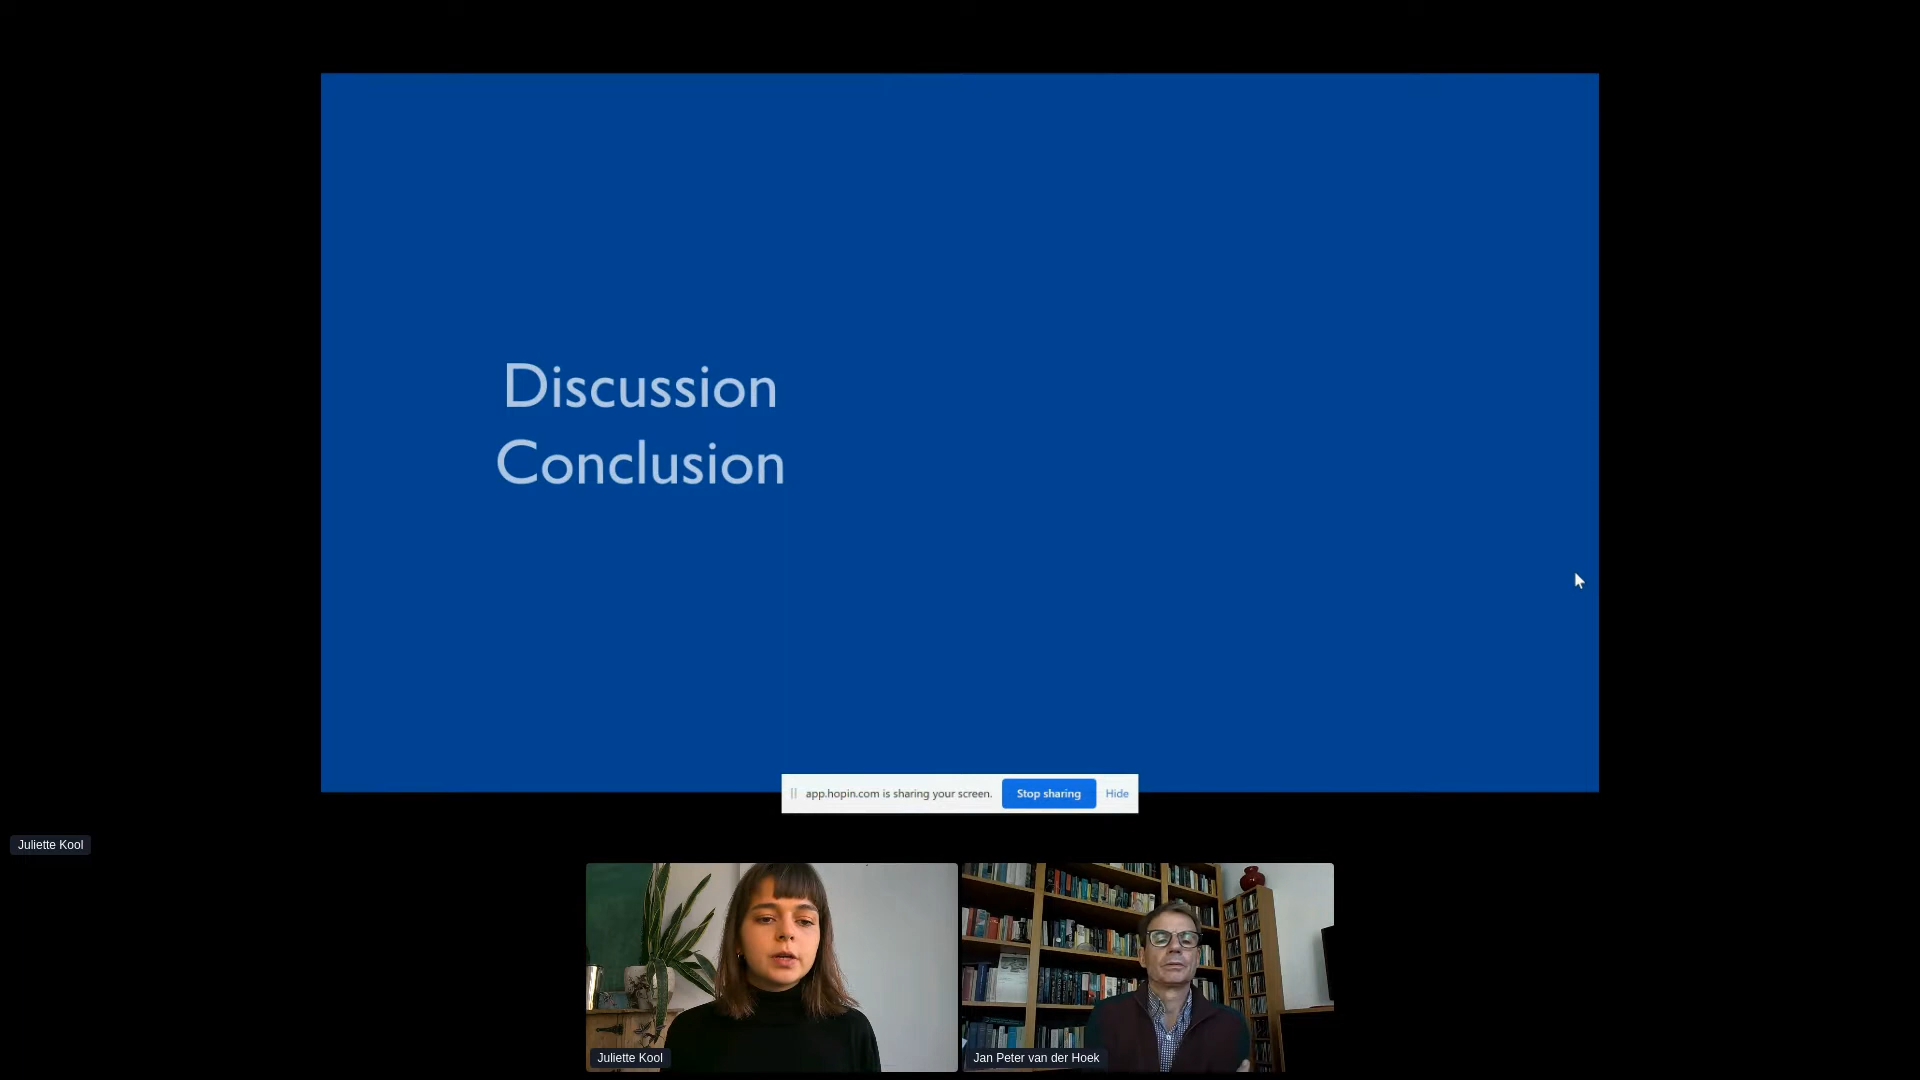 Discussion
Conclusion
app.hopin.com is sharing your screen. Stop sharing Hide
Juliette Kool
Juliette Kool
Jan Peter van der Hoek